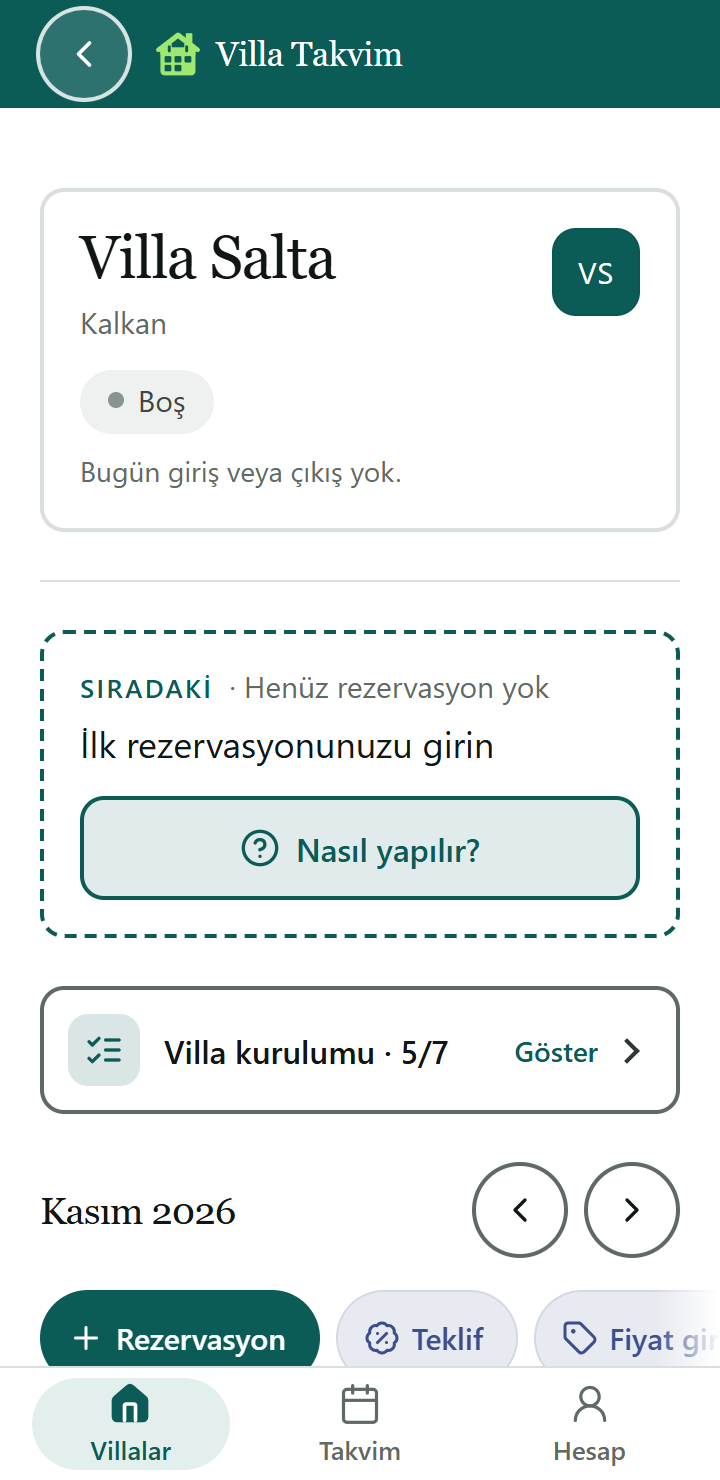 Villa Takvim
Villa Salta
VS
Kalkan
Boş
Bugün giriş veya çıkış yok.
SIRADAKİ · Henüz rezervasyon yok
İlk rezervasyonunuzu girin
Nasıl yapılır?
Villa kurulumu · 5/7 Göster
Kasım 2026
Rezervasyon Teklif Fiyat
Villalar Takvim Hesap